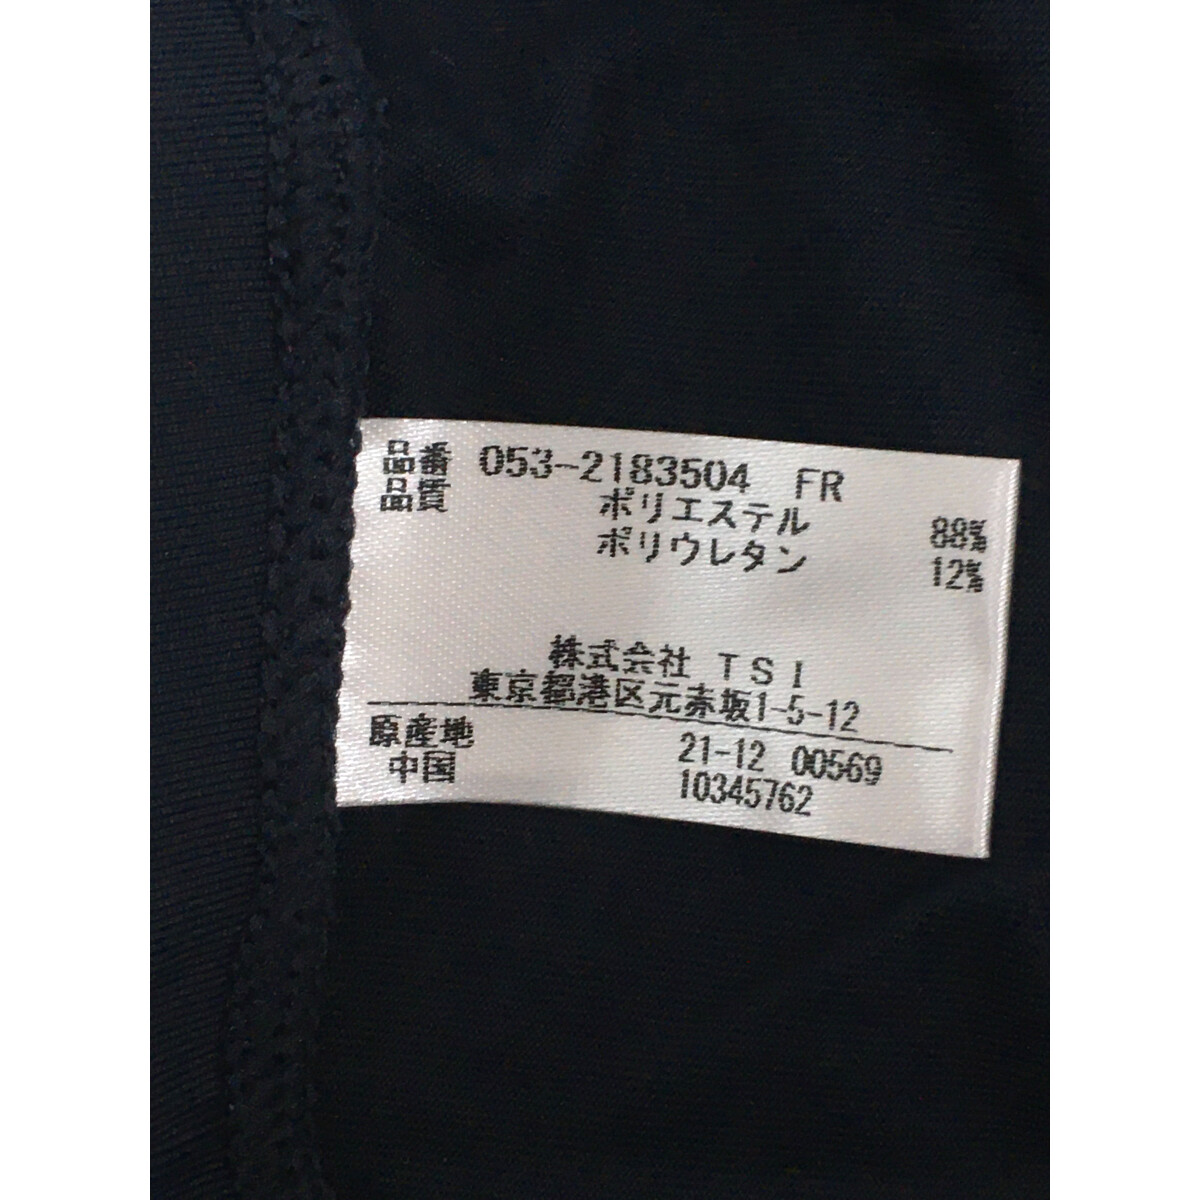 品番 053-2183504 FR
品質 ポリエステル 88%
ポリウレタン 12%
株式会社 TSI
東京都港区元赤坂1-5-12
原産地 21-12 00569
中国 10345762